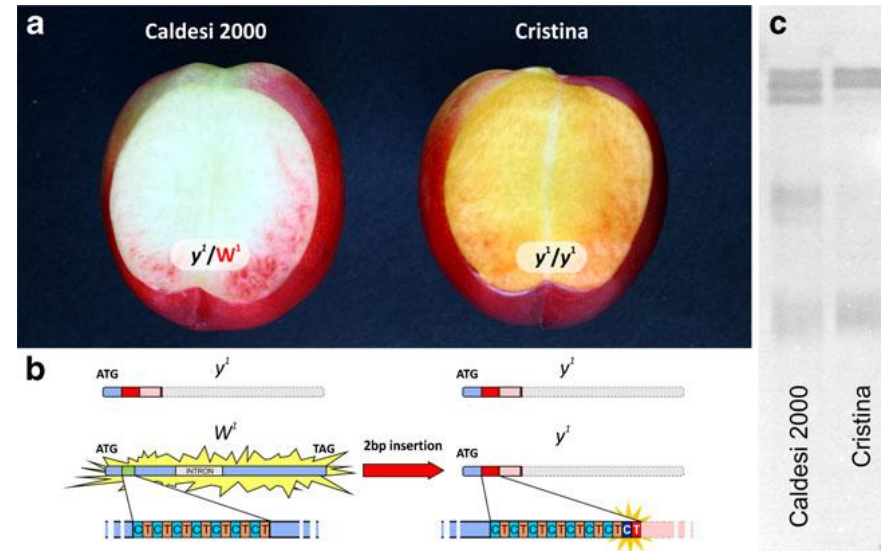 a
Caldesi 2000
Cristina
y¹/W¹
y¹/y¹
b
ATG
y¹
ATG
y¹
ATG
W¹
TAG
INTRON
2bp insertion
ATG
y¹
CTCTCTCTCTCTCT
CTCTCTCTCTCTCTCT
c
Caldesi 2000
Cristina